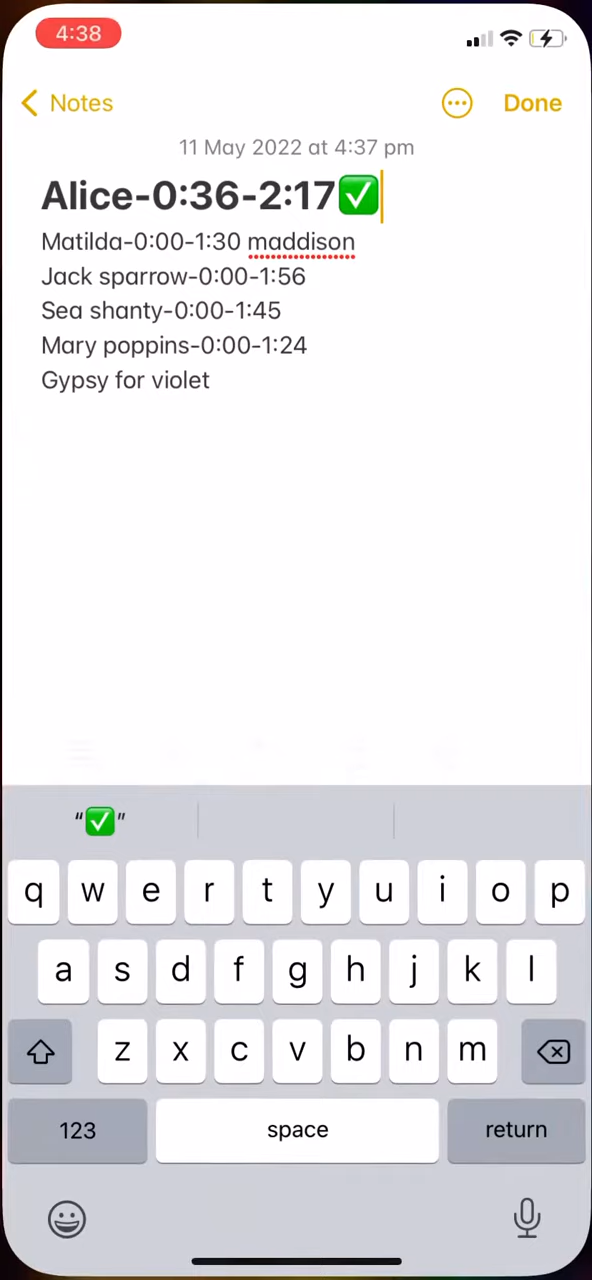 4:38
Notes
Done
11 May 2022 at 4:37 pm
Alice-0:36-2:17✅
Matilda-0:00-1:30 maddison
Jack sparrow-0:00-1:56
Sea shanty-0:00-1:45
Mary poppins-0:00-1:24
Gypsy for violet
“✅”
q w e r t y u i o p
a s d f g h j k l
z x c v b n m
123 space return